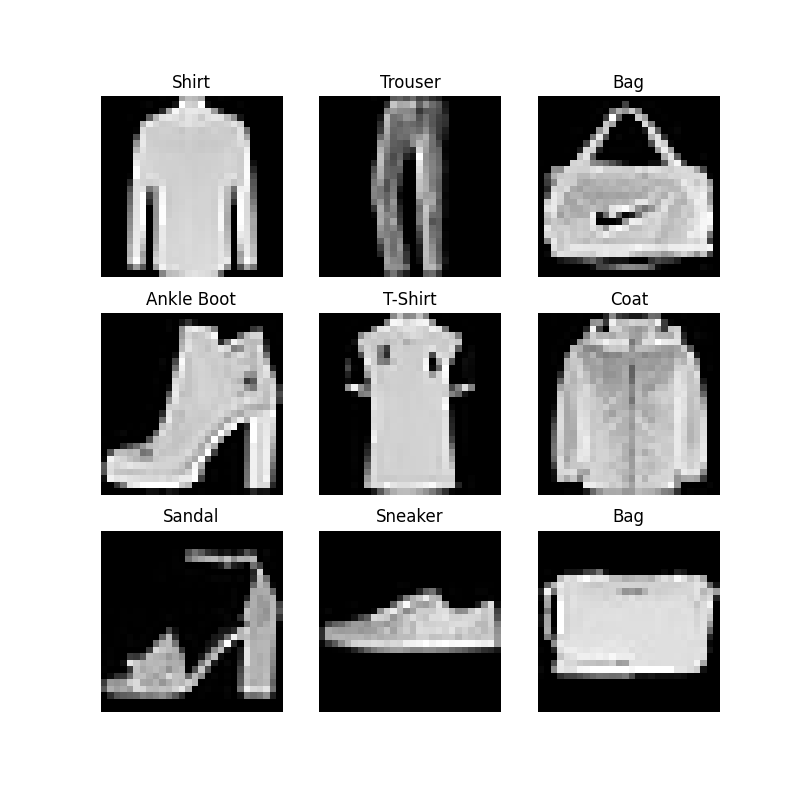 Shirt
Trouser
Bag
Ankle Boot
T-Shirt
Coat
Sandal
Sneaker
Bag